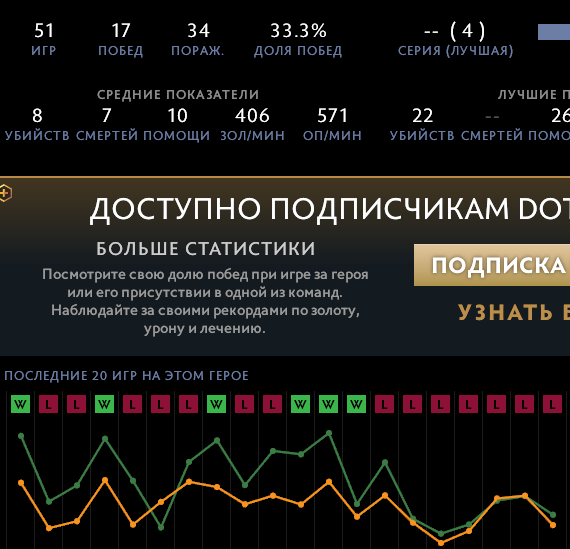 51 17 34 33.3% -- ( 4 )
ИГР ПОБЕД ПОРАЖ. ДОЛЯ ПОБЕД СЕРИЯ (ЛУЧШАЯ)
СРЕДНИЕ ПОКАЗАТЕЛИ ЛУЧШИЕ П
8 7 10 406 571 22 -- 26
УБИЙСТВ СМЕРТЕЙ ПОМОЩИ ЗОЛ/МИН ОП/МИН УБИЙСТВ СМЕРТЕЙ ПОМО
ДОСТУПНО ПОДПИСЧИКАМ DOT
БОЛЬШЕ СТАТИСТИКИ
Посмотрите свою долю побед при игре за героя
или его присутствии в одной из команд.
Наблюдайте за своими рекордами по золоту,
урону и лечению.
ПОДПИСКА
УЗНАТЬ Б
ПОСЛЕДНИЕ 20 ИГР НА ЭТОМ ГЕРОЕ
W L L W L L L W L L W W W L L L L L L L